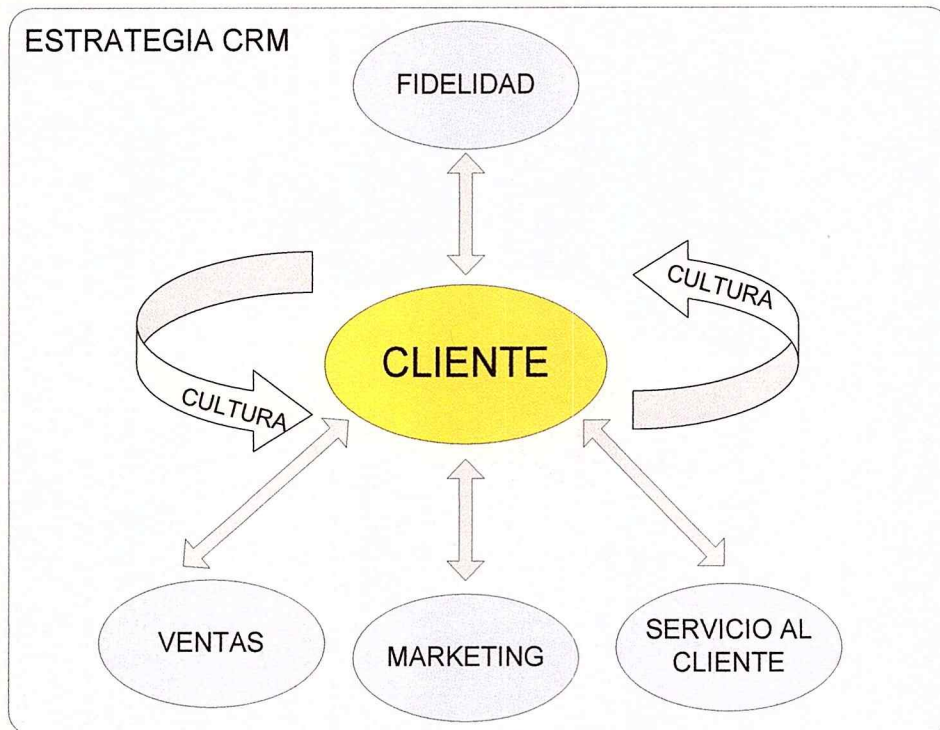 ESTRATEGIA CRM
FIDELIDAD
CULTURA
CLIENTE
CULTURA
VENTAS
MARKETING
SERVICIO AL
CLIENTE